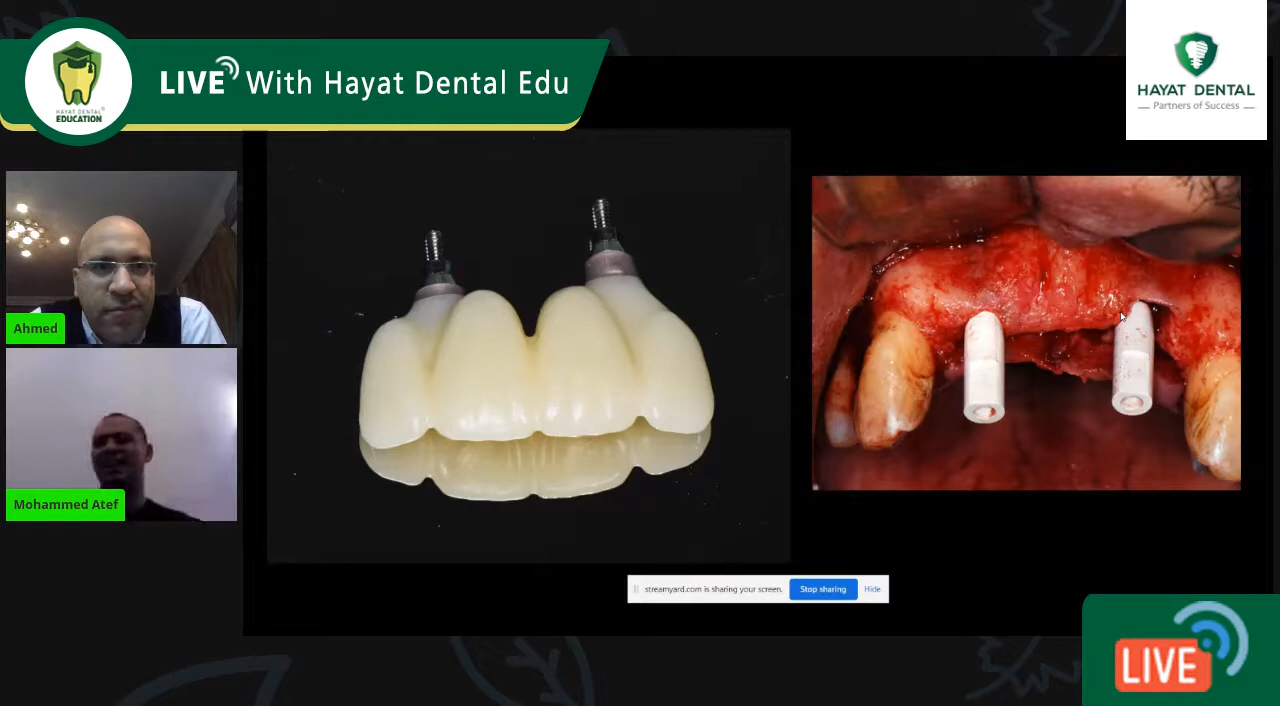 LIVE With Hayat Dental Edu
HAYAT DENTAL
EDUCATION
HAYAT DENTAL
Partners of Success
Ahmed
Mohammed Atef
streamyard.com is sharing your screen.
Stop sharing
Hide
LIVE